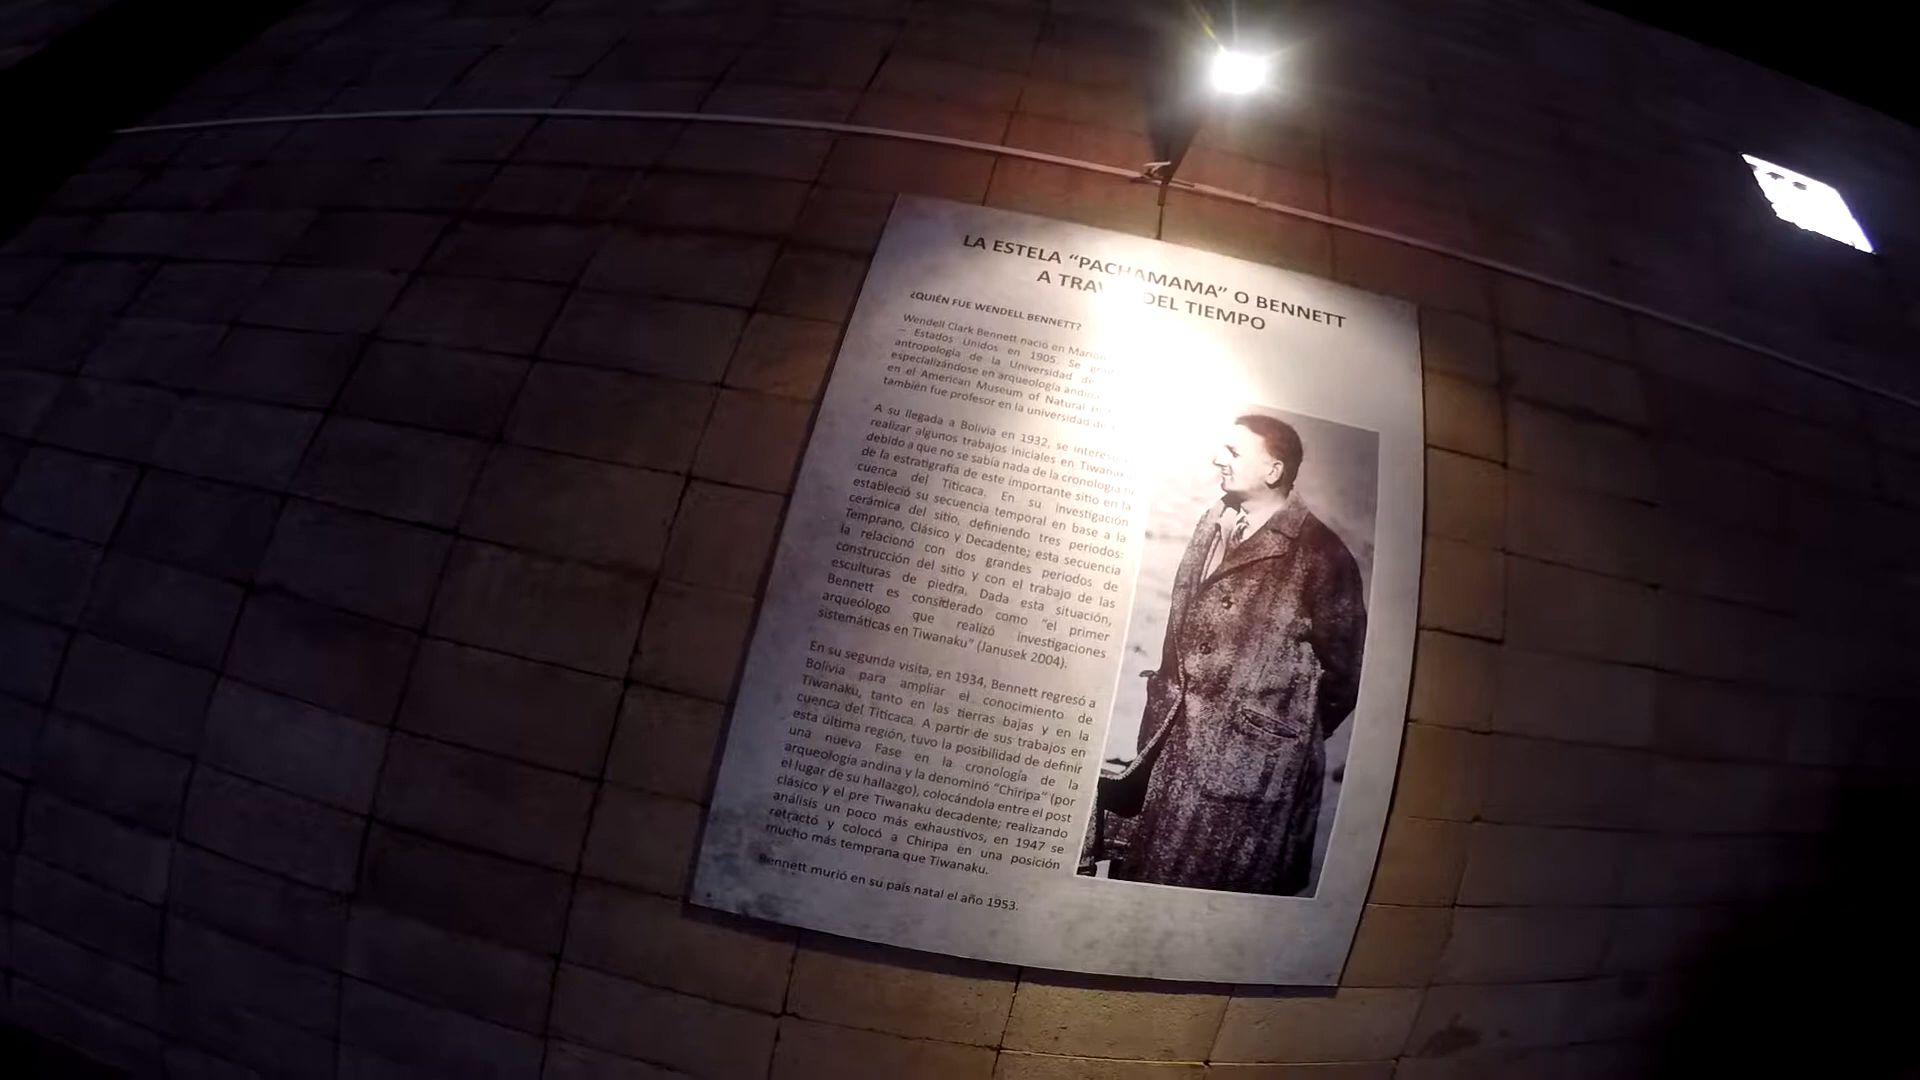 LA ESTELA “PACHAMAMA” O BENNETT
A TRAV DEL TIEMPO
¿QUIÉN FUE WENDELL BENNETT?
Wendell Clark Bennett nació en
– Estados Unidos en 1905. Se
antropología de la Universidad de
especializándose en arqueología
en el American Museum of Natural
también fue profesor en la universidad
A su llegada a Bolivia en 1932, se
realizar algunos trabajos iniciales en
debido a que no se sabía nada de la cronología
de la estratigrafía de este importante sitio en la
cuenca del Titicaca. En su investigación
estableció su secuencia temporal en base a la
cerámica del sitio, definiendo tres periodos:
Temprano, Clásico y Decadente; esta secuencia
la relacionó con dos grandes periodos de
construcción del sitio y con el trabajo de las
esculturas de piedra. Dada esta situación,
Bennett es considerado como “el primer
arqueólogo que realizó investigaciones
sistemáticas en Tiwanaku” (Janusek 2004).
En su segunda visita, en 1934, Bennett regresó a
Bolivia para ampliar el conocimiento de
Tiwanaku, tanto en las tierras bajas y en la
cuenca del Titicaca. A partir de sus trabajos en
esta última región, tuvo la posibilidad de definir
una nueva Fase en la cronología de la
arqueología andina y la denominó “Chiripa” (por
el lugar de su hallazgo), colocándola entre el post
clásico y el pre Tiwanaku decadente; realizando
análisis un poco más exhaustivos, en 1947 se
retractó y colocó a Chiripa en una posición
mucho más temprana que Tiwanaku.
Bennett murió en su país natal el año 1953.